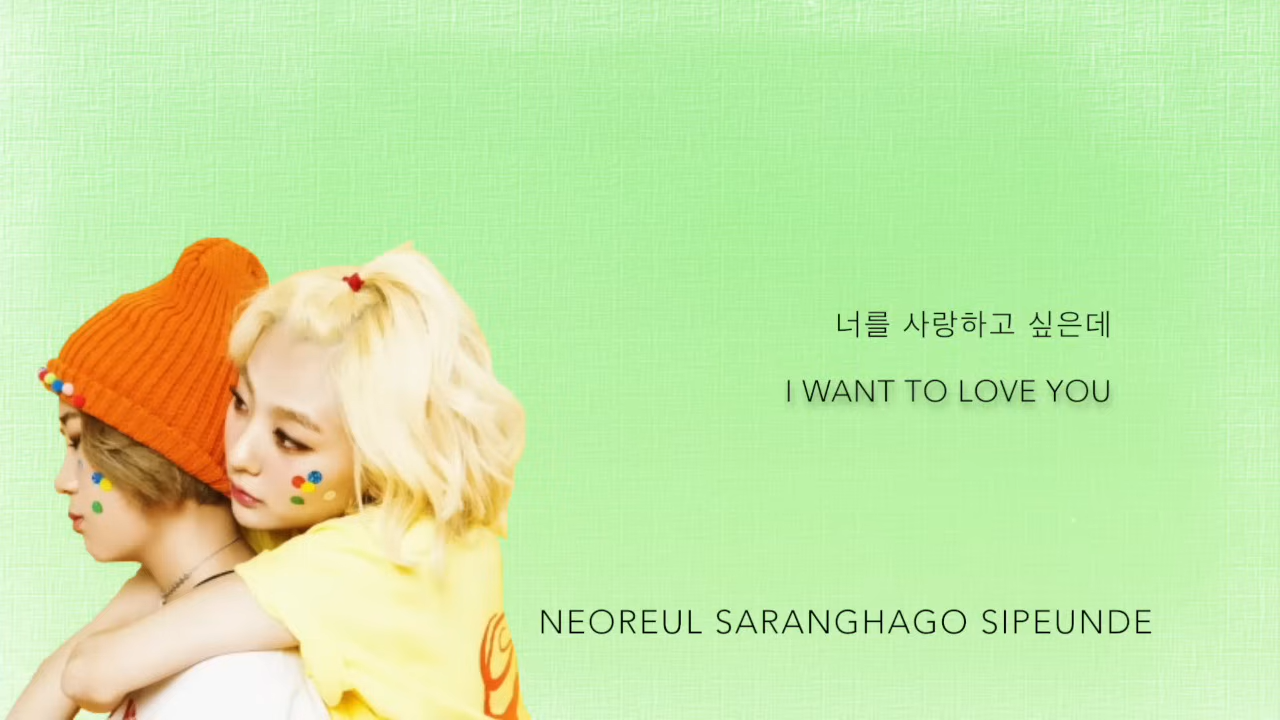 너를 사랑하고 싶은데
I WANT TO LOVE YOU
NEOREUL SARANGHAGO SIPEUNDE